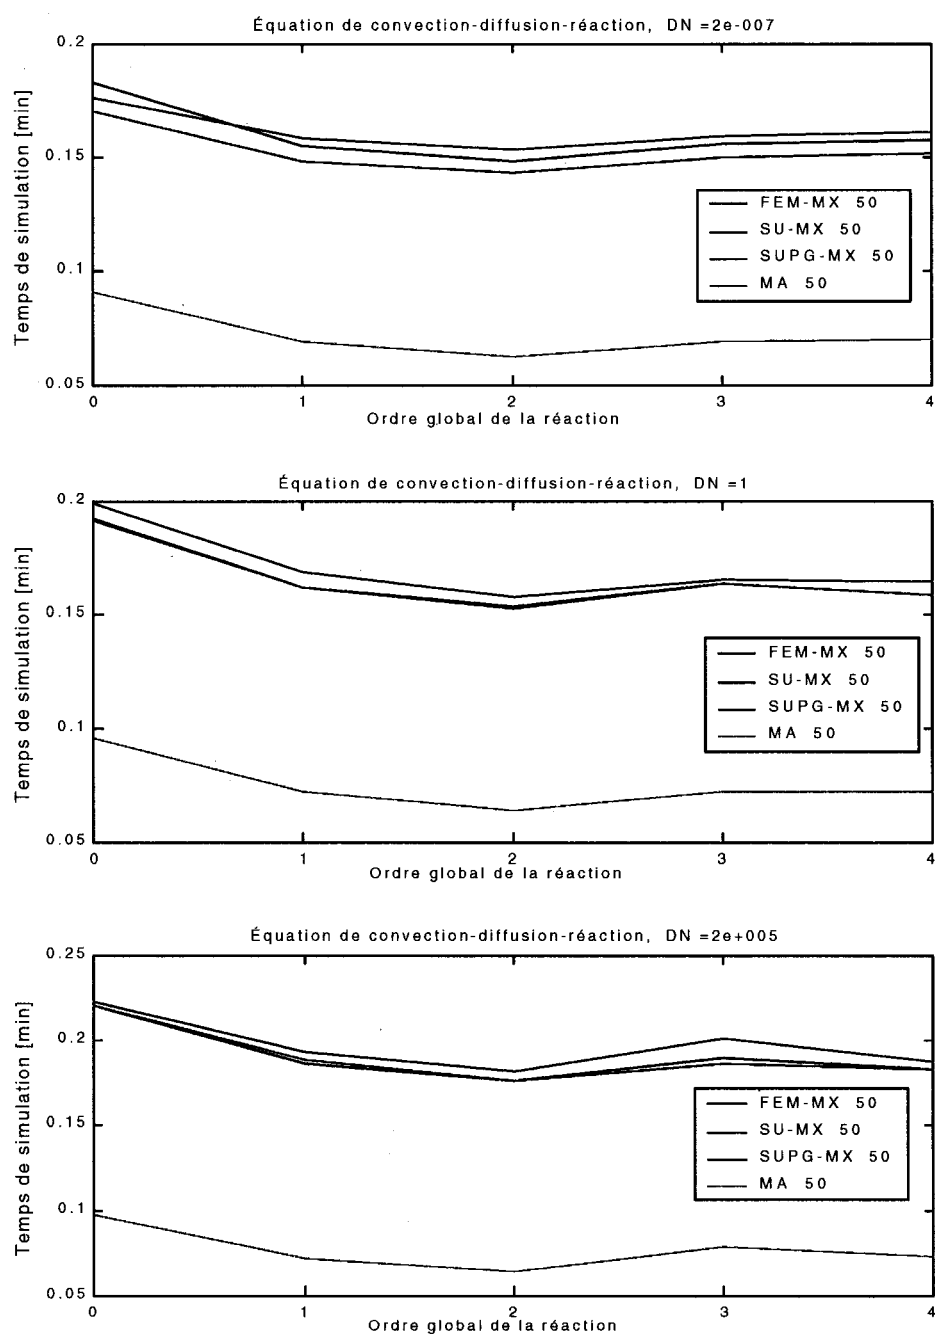 Équation de convection-diffusion-réaction, DN =2e-007
Temps de simulation [min]
0.2
0.15
0.1
0.05
FEM-MX 50
SU-MX 50
SUPG-MX 50
MA 50
0 1 2 3 4
Ordre global de la réaction
Équation de convection-diffusion-réaction, DN =1
Temps de simulation [min]
0.2
0.15
0.1
0.05
FEM-MX 50
SU-MX 50
SUPG-MX 50
MA 50
0 1 2 3 4
Ordre global de la réaction
Équation de convection-diffusion-réaction, DN =2e+005
Temps de simulation [min]
0.25
0.2
0.15
0.1
0.05
FEM-MX 50
SU-MX 50
SUPG-MX 50
MA 50
0 1 2 3 4
Ordre global de la réaction